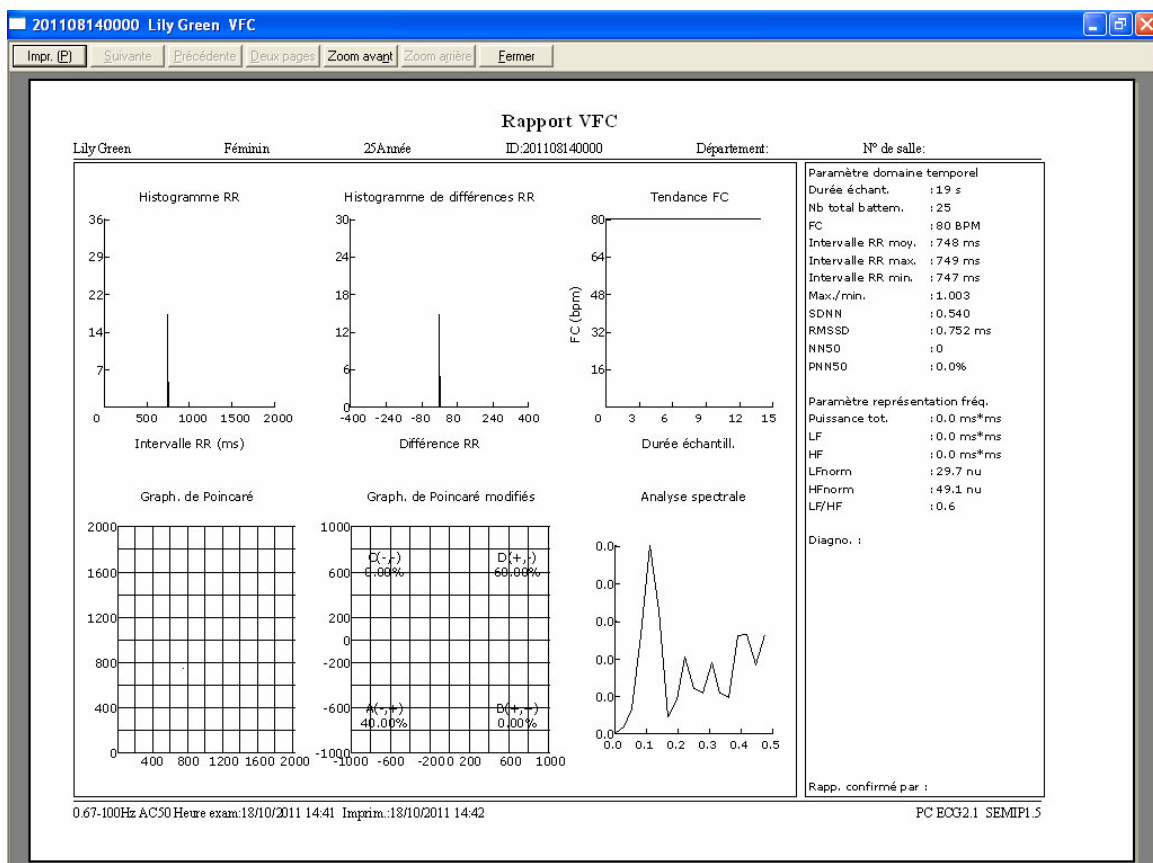 201108140000 Lily Green VFC
Impr. (P) Suivante Précédente Deux pages Zoom avant Zoom arrière Fermer
Rapport VFC
Lily Green Féminin 25Année ID:201108140000 Département: N° de salle:
Histogramme RR
36
29
22
14
7
0 500 1000 1500 2000
Intervalle RR (ms)
Histogramme de différences RR
30
24
18
12
6
0
-400 -240 -80 80 240 400
Différence RR
Tendance FC
FC (bpm)
80
64
48
32
16
0 3 6 9 12 15
Durée échantill.
Graph. de Poincaré
2000
1600
1200
800
400
0
400 800 1200 1600 2000
Graph. de Poincaré modifiés
1000
600
200
0
-200
-600
-1000
C(-,-)
0.00%
D(+,-)
60.00%
A(-,+)
40.00%
B(+,+)
0.00%
-1000 -600 -2000 200 600 1000
Analyse spectrale
0.0
0.0
0.0
0.0
0.0
0.0
0.0 0.1 0.2 0.3 0.4 0.5
Paramètre domaine temporel
Durée échant. :19 s
Nb total battem. :25
FC :80 BPM
Intervalle RR moy. :748 ms
Intervalle RR max. :749 ms
Intervalle RR min. :747 ms
Max./min. :1.003
SDNN :0.540
RMSSD :0.752 ms
NN50 :0
PNN50 :0.0%
Paramètre représentation fréq.
Puissance tot. :0.0 ms*ms
LF :0.0 ms*ms
HF :0.0 ms*ms
LFnorm :29.7 nu
HFnorm :49.1 nu
LF/HF :0.6
Diagno. :
Rapp. confirmé par :
0.67-100Hz AC50 Heure exam:18/10/2011 14:41 Imprim.:18/10/2011 14:42 PC ECG2.1 SEMIP1.5